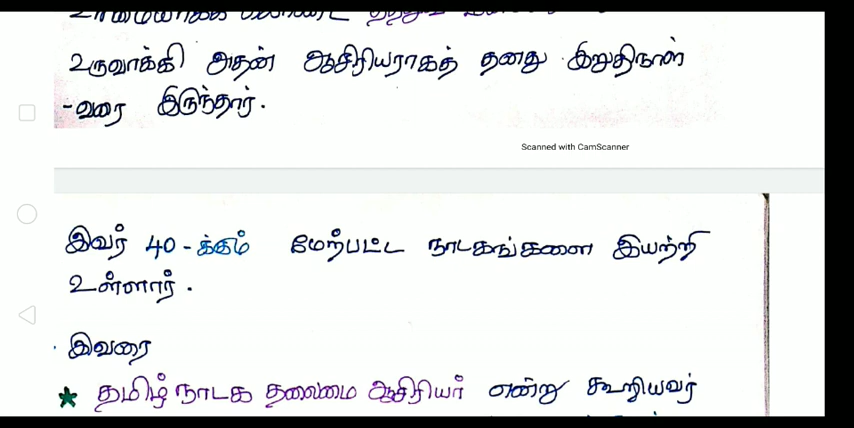 உருவாக்கி அதன் ஆசிரியராகத் தனது இறுதிநாள்
-வரை இருந்தார்.
Scanned with CamScanner
இவர் 40-க்கும் மேற்பட்ட நாடகங்களை இயற்றி
உள்ளார்.
இவரை
★ தமிழ்நாடக தலைமை ஆசிரியர் என்று கூறியவர்